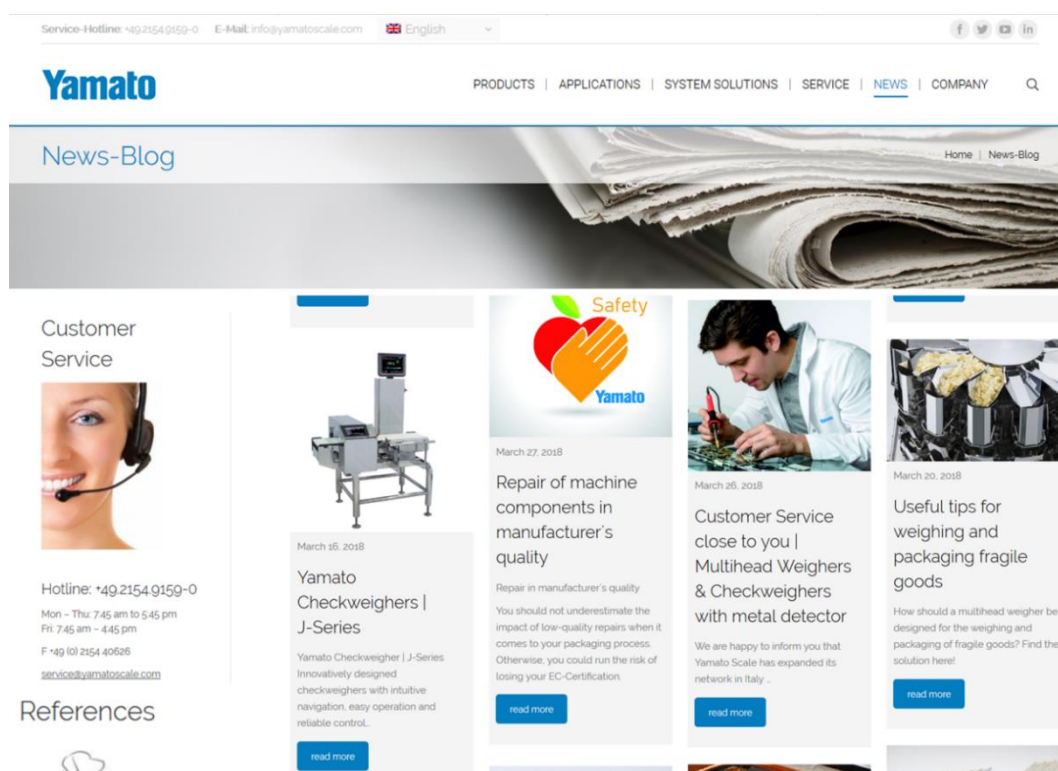 Service-Hotline: +49.2154.9159-0 E-Mail: info@yamatoscale.com English
f in
Yamato
PRODUCTS | APPLICATIONS | SYSTEM SOLUTIONS | SERVICE | NEWS | COMPANY
News-Blog
Home | News-Blog
Customer
Service
Hotline: +49.2154.9159-0
Mon – Thu: 7.45 am to 5.45 pm
Fri: 7.45 am – 4.45 pm
F +49 (0) 2154 40626
service@yamatoscale.com
References
March 16, 2018
Yamato
Checkweighers |
J-Series
Yamato Checkweigher | J-Series
Innovatively designed
checkweighers with intuitive
navigation, easy operation and
reliable control…
read more
Safety
Yamato
March 27, 2018
Repair of machine
components in
manufacturer´s
quality
Repair in manufacturer´s quality
You should not underestimate the
impact of low-quality repairs when it
comes to your packaging process.
Otherwise, you could run the risk of
losing your EC-Certification.
read more
March 26, 2018
Customer Service
close to you |
Multihead Weighers
& Checkweighers
with metal detector
We are happy to inform you that
Yamato Scale has expanded its
network in Italy …
read more
March 20, 2018
Useful tips for
weighing and
packaging fragile
goods
How should a multihead weigher be
designed for the weighing and
packaging of fragile goods? Find the
solution here!
read more